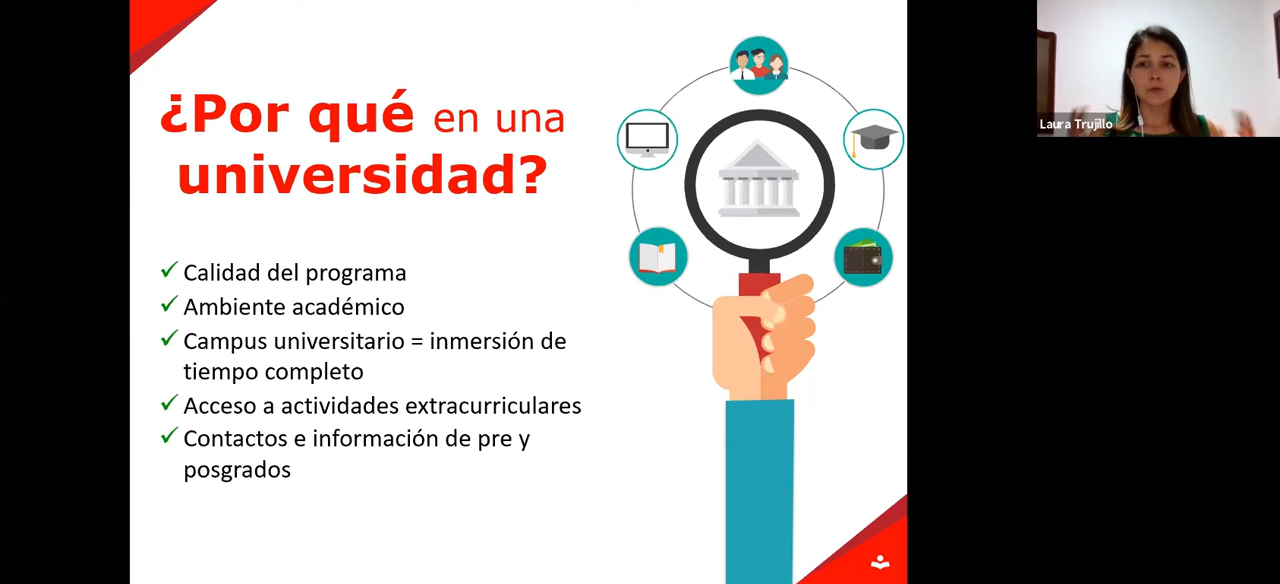 ¿Por qué en una
universidad?
Calidad del programa
Ambiente académico
Campus universitario = inmersión de
tiempo completo
Acceso a actividades extracurriculares
Contactos e información de pre y
posgrados
Laura Trujillo